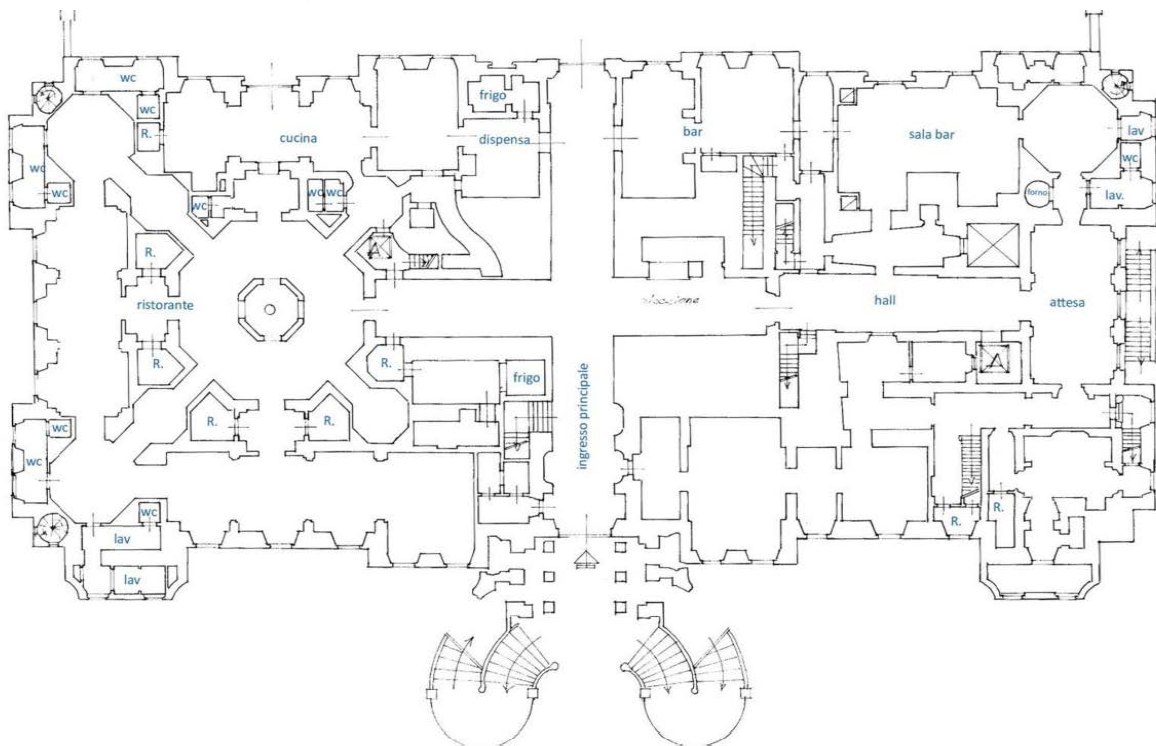 wc
wc
R.
wc
wc
cucina
frigo
dispensa
bar
sala bar
lav
wc
lav.
forno
wc
wc
wc
R.
A
ristorante
hall
attesa
R.
R.
frigo
A
R.
R.
ingresso principale
wc
wc
wc
lav
lav
R.
R.